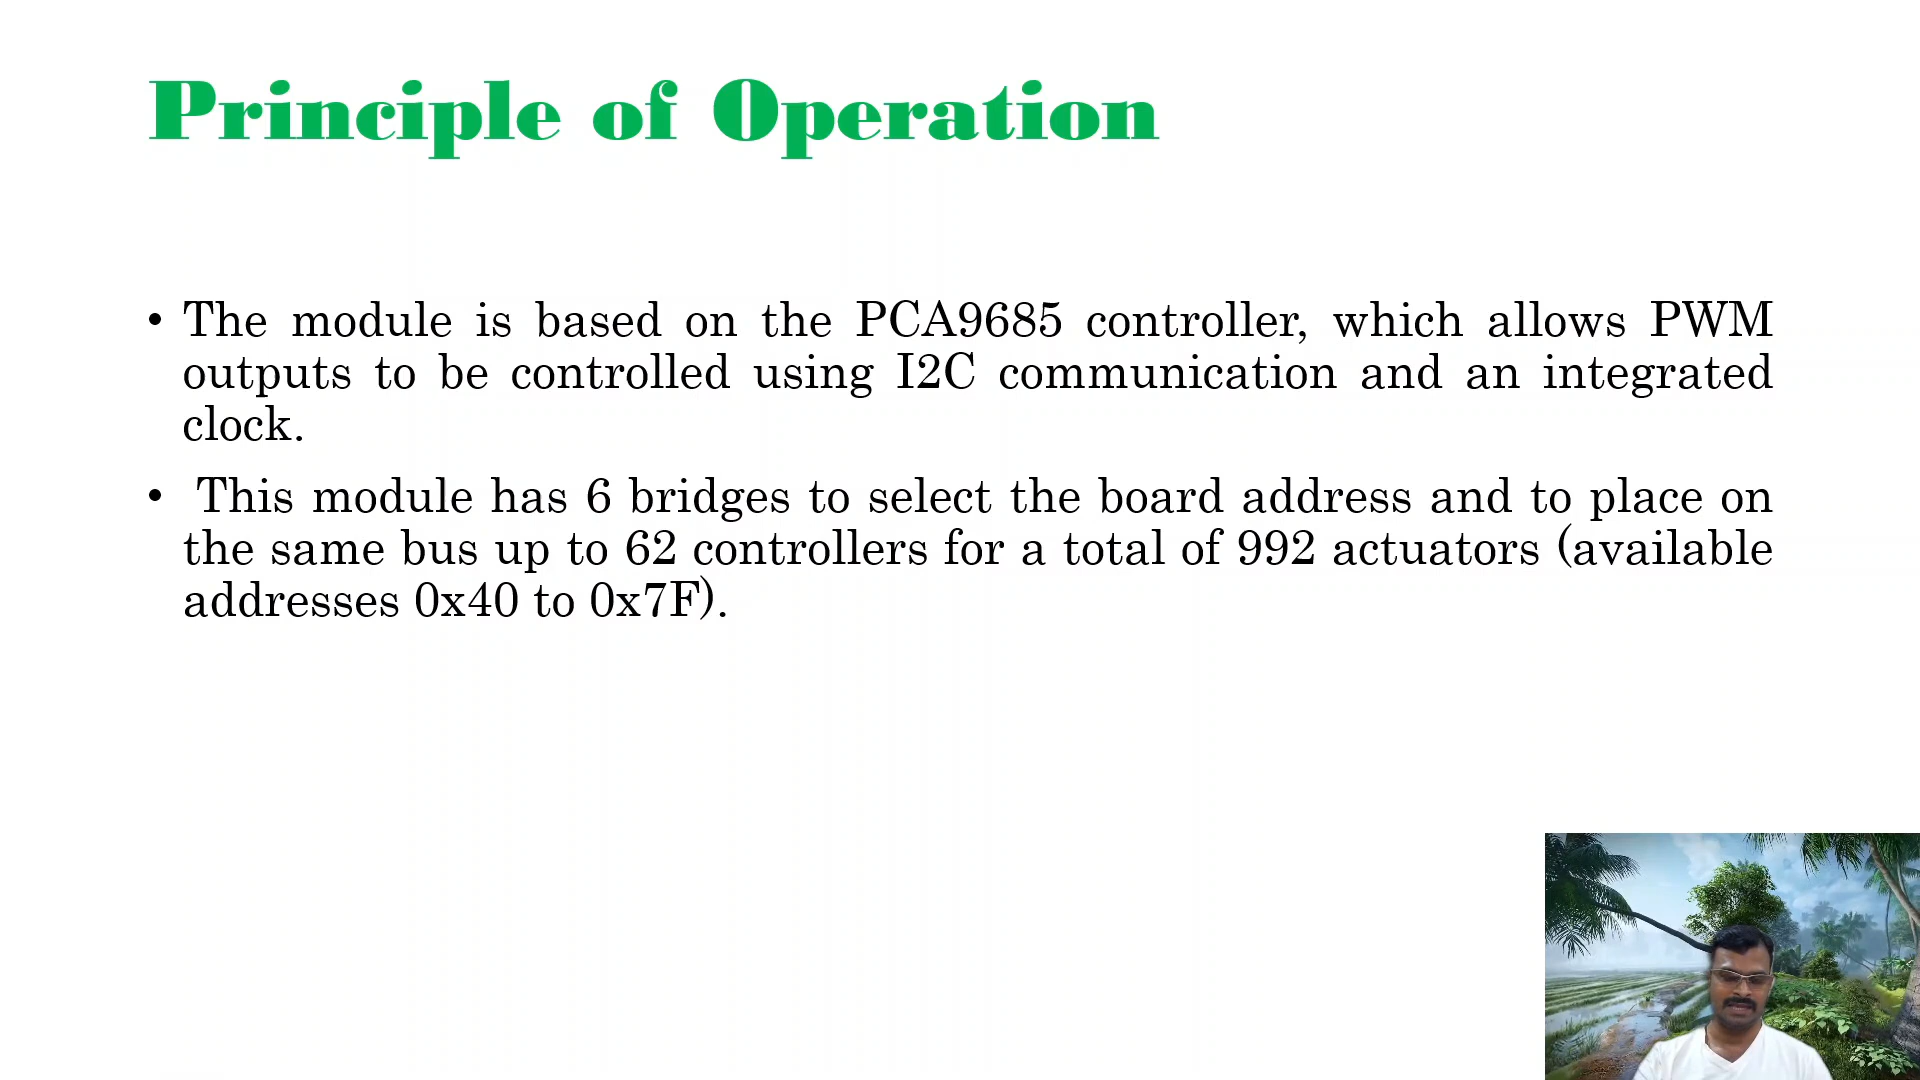 Principle of Operation
• The module is based on the PCA9685 controller, which allows PWM
outputs to be controlled using I2C communication and an integrated
clock.
• This module has 6 bridges to select the board address and to place on
the same bus up to 62 controllers for a total of 992 actuators (available
addresses 0x40 to 0x7F).